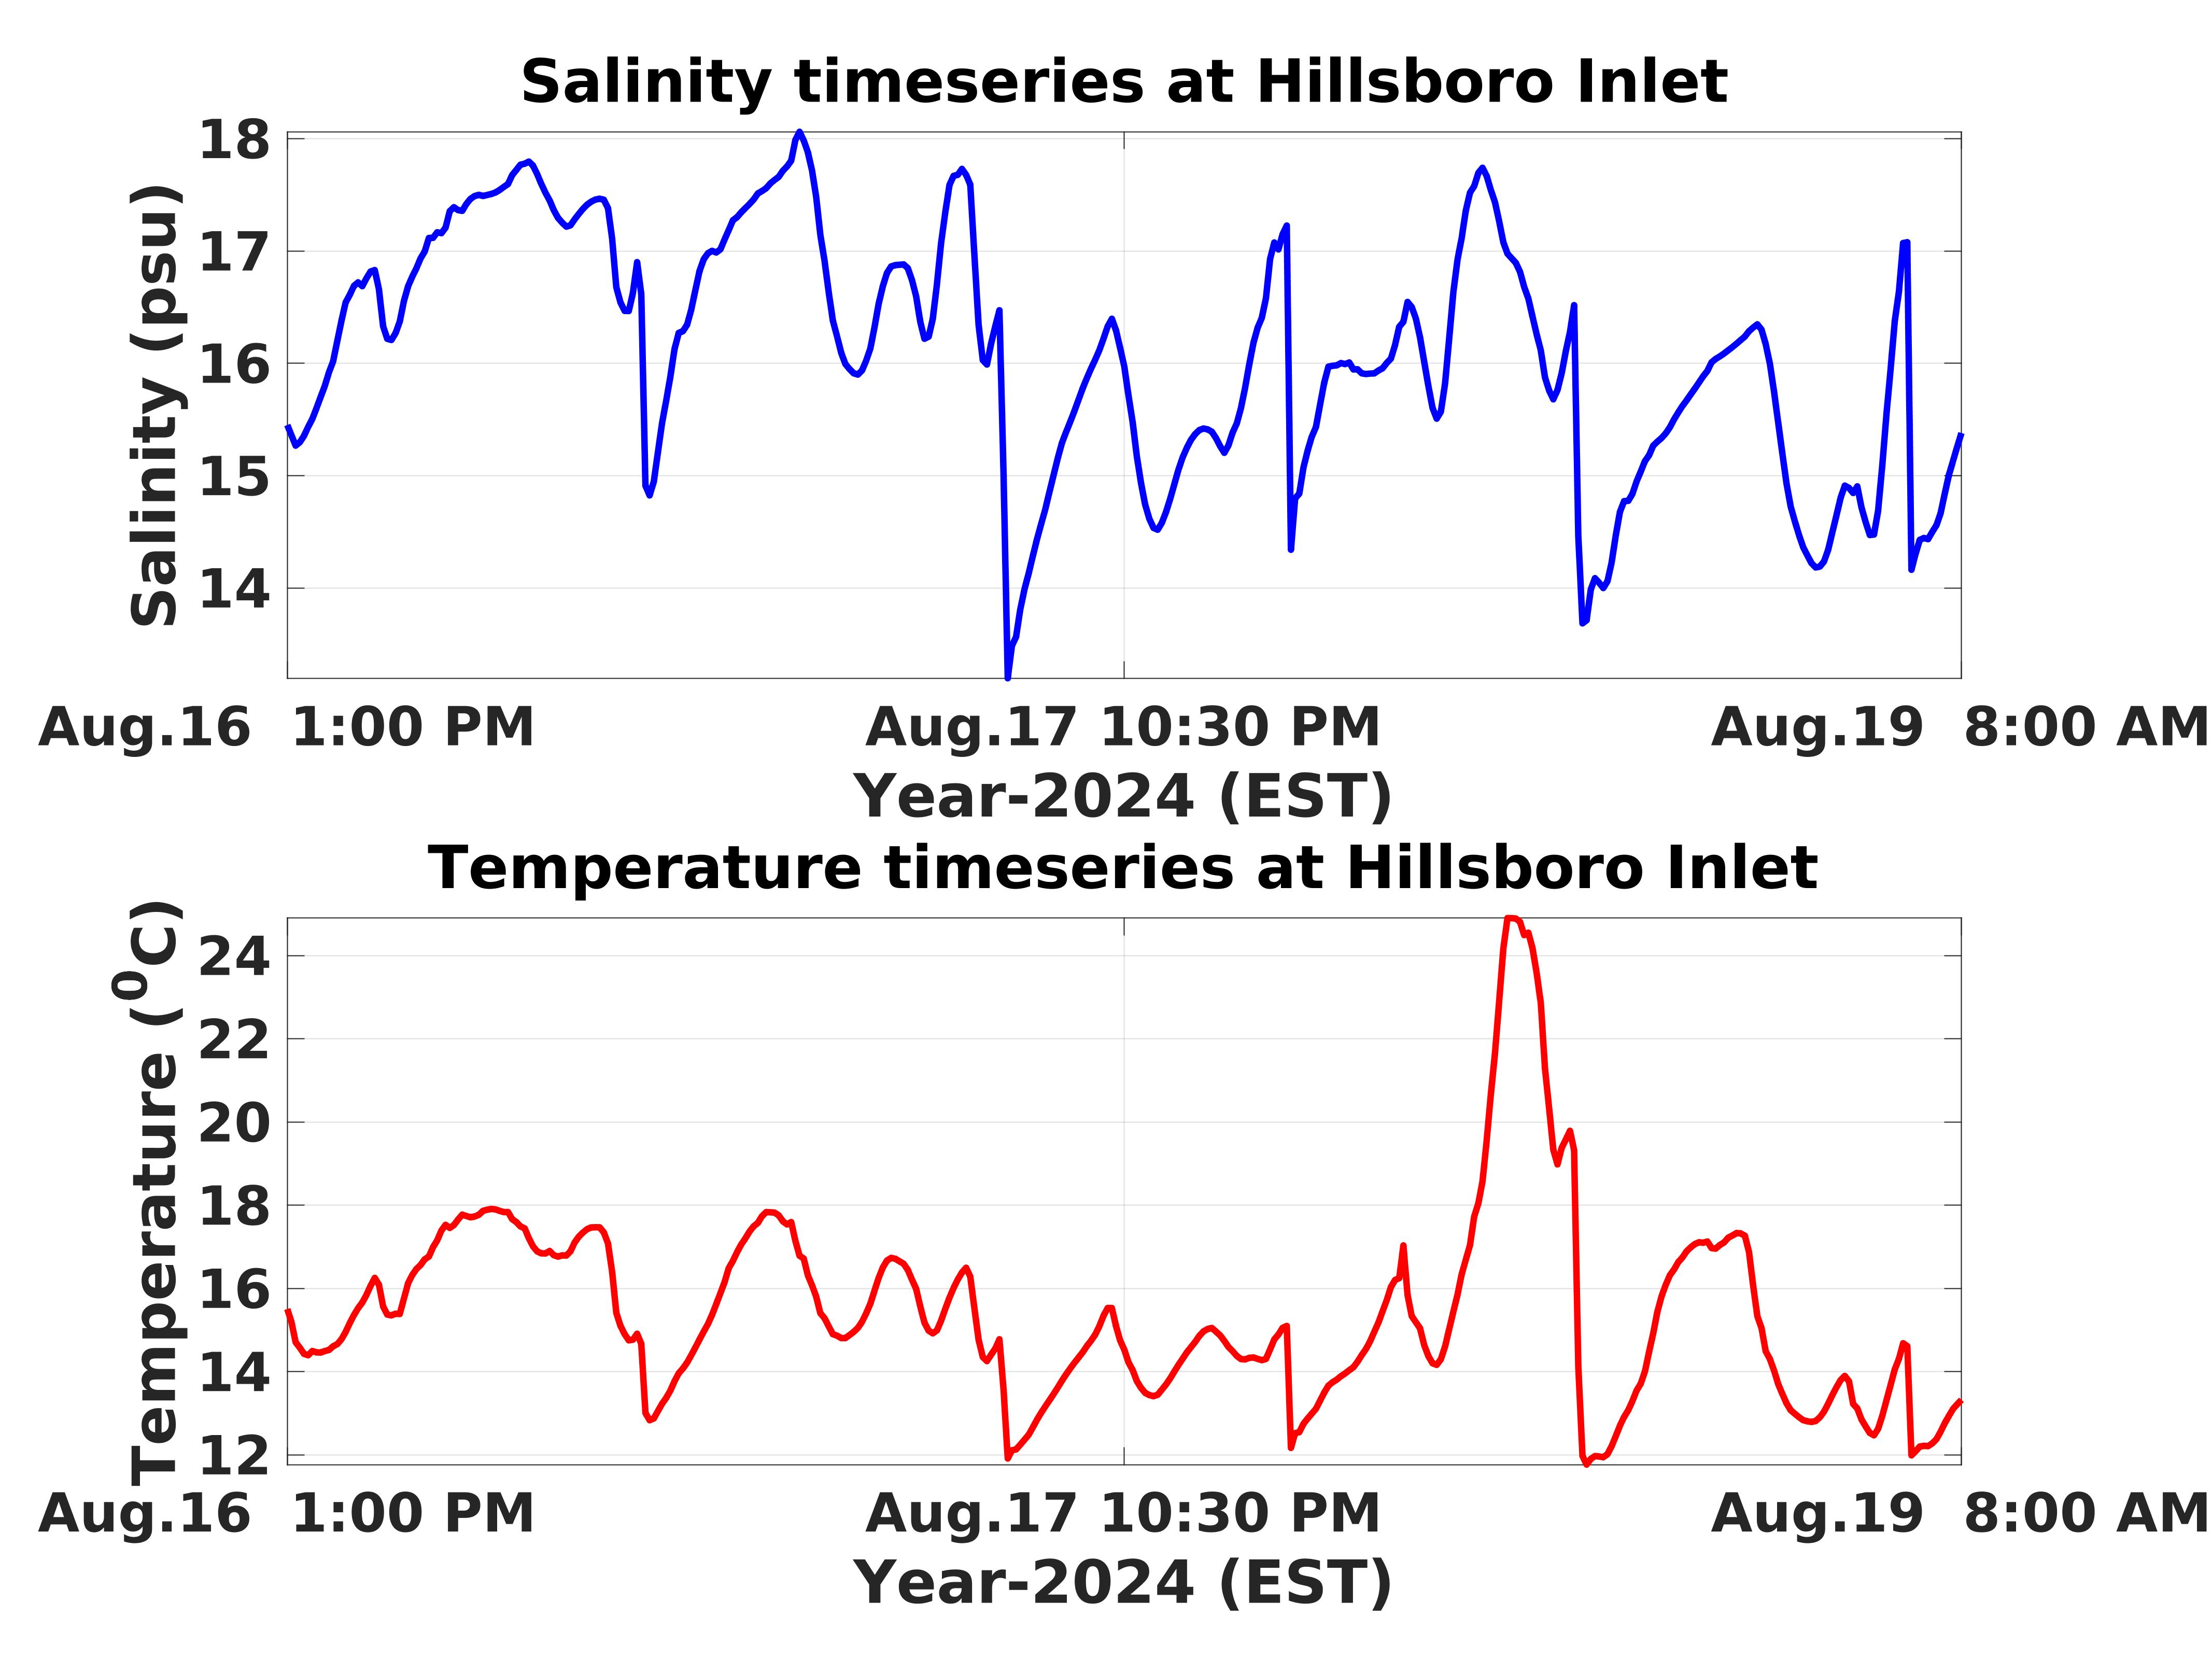 Salinity timeseries at Hillsboro Inlet
18
17
16
15
14
Salinity (psu)
Aug.16  1:00 PM
Aug.17 10:30 PM
Aug.19  8:00 AM
Year-2024 (EST)
Temperature timeseries at Hillsboro Inlet
24
22
20
18
16
14
12
Temperature (⁰C)
Aug.16  1:00 PM
Aug.17 10:30 PM
Aug.19  8:00 AM
Year-2024 (EST)